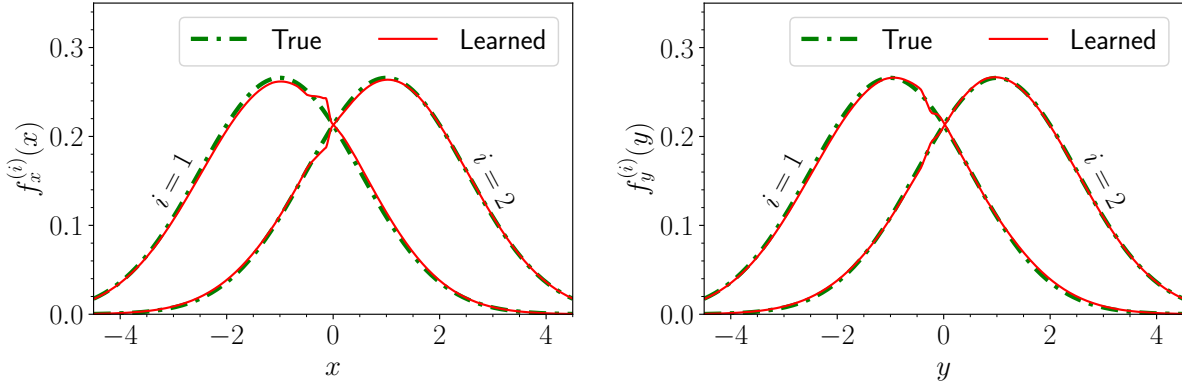 True Learned
0.3
0.2
0.1
0.0
−4 −2 0 2 4
x
f_x^{(i)}(x)
i = 1
i = 2
True Learned
0.3
0.2
0.1
0.0
−4 −2 0 2 4
y
f_y^{(i)}(y)
i = 1
i = 2